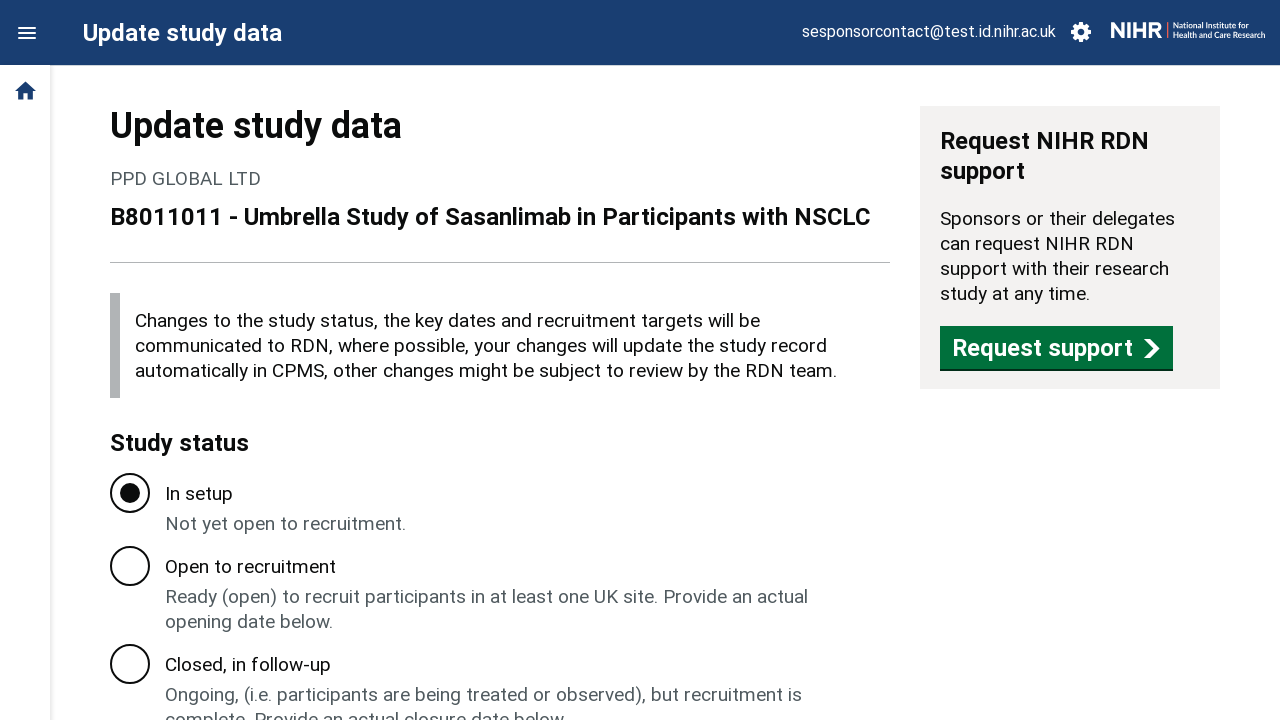 Update study data
sesponsorcontact@test.id.nihr.ac.uk
NIHR | National Institute for
Health and Care Research
Update study data
PPD GLOBAL LTD
B8011011 - Umbrella Study of Sasanlimab in Participants with NSCLC
Changes to the study status, the key dates and recruitment targets will be
communicated to RDN, where possible, your changes will update the study record
automatically in CPMS, other changes might be subject to review by the RDN team.
Study status
In setup
Not yet open to recruitment.
Open to recruitment
Ready (open) to recruit participants in at least one UK site. Provide an actual
opening date below.
Closed, in follow-up
Ongoing, (i.e. participants are being treated or observed), but recruitment is
complete. Provide an actual closure date below.
Request NIHR RDN
support
Sponsors or their delegates
can request NIHR RDN
support with their research
study at any time.
Request support